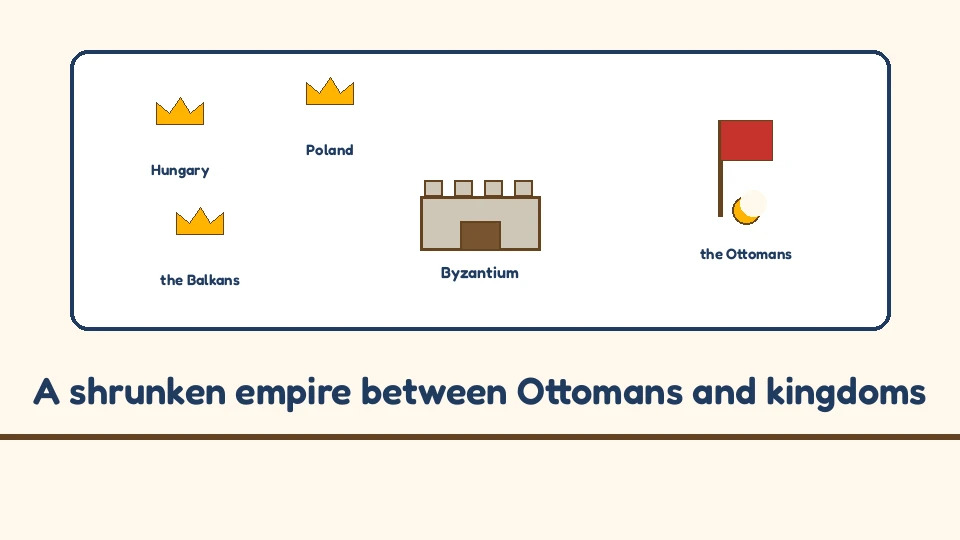 Poland
Hungary
the Ottomans
Byzantium
the Balkans
A shrunken empire between Ottomans and kingdoms